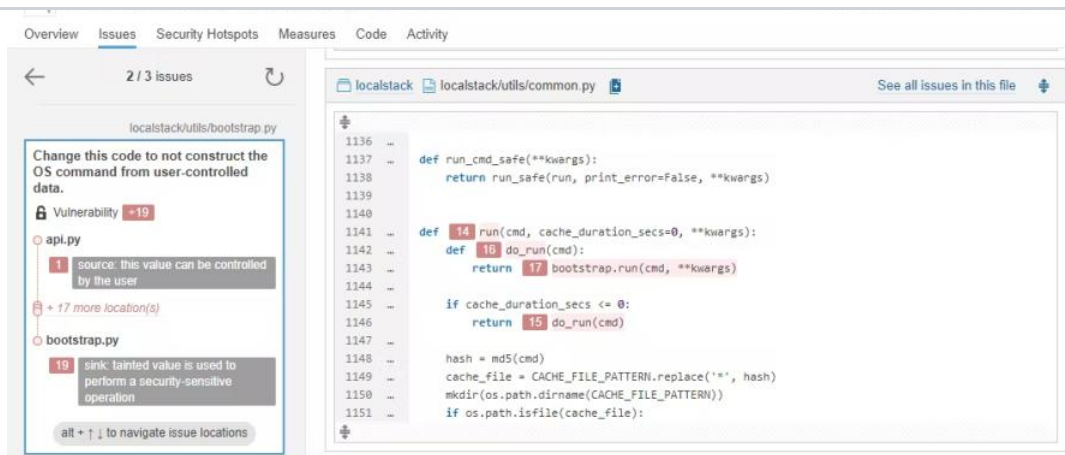 Overview Issues Security Hotspots Measures Code Activity
2 / 3 issues
localstack/utils/bootstrap.py
Change this code to not construct the
OS command from user-controlled
data.
Vulnerability +19
api.py
1 source: this value can be controlled
by the user
+ 17 more location(s)
bootstrap.py
19 sink: tainted value is used to
perform a security-sensitive
operation
alt + ↑ ↓ to navigate issue locations
localstack localstack/utils/common.py See all issues in this file
1136 …
1137 … def run_cmd_safe(**kwargs):
1138 return run_safe(run, print_error=False, **kwargs)
1139
1140
1141 … def 14 run(cmd, cache_duration_secs=0, **kwargs):
1142 … def 16 do_run(cmd):
1143 … return 17 bootstrap.run(cmd, **kwargs)
1144 …
1145 … if cache_duration_secs <= 0:
1146 return 15 do_run(cmd)
1147 …
1148 … hash = md5(cmd)
1149 … cache_file = CACHE_FILE_PATTERN.replace('*', hash)
1150 … mkdir(os.path.dirname(CACHE_FILE_PATTERN))
1151 … if os.path.isfile(cache_file):